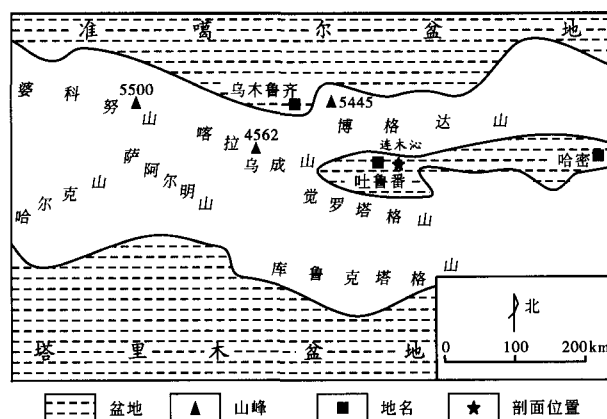 准噶尔盆地
婆科努山
5500
乌木鲁齐
5445
博格达山
喀拉乌成山
4562
连木沁
吐鲁番
哈密
萨阿尔明山
哈尔克山
觉罗塔格山
库鲁克塔格山
塔里木盆地
北
0 100 200 km
盆地 山峰 地名 剖面位置